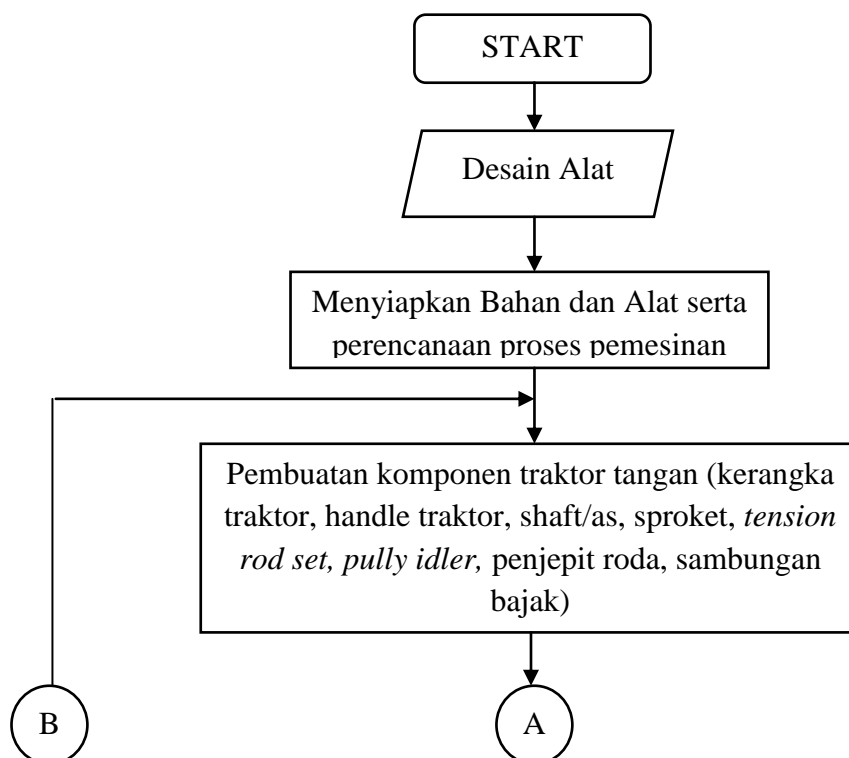 START
Desain Alat
Menyiapkan Bahan dan Alat serta
perencanaan proses pemesinan
Pembuatan komponen traktor tangan (kerangka
traktor, handle traktor, shaft/as, sproket, tension
rod set, pully idler, penjepit roda, sambungan
bajak)
B
A